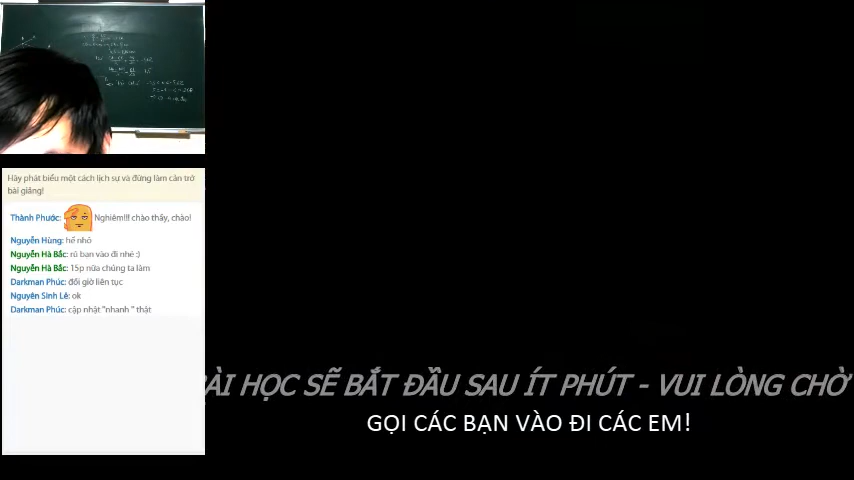 Hãy phát biểu một cách lịch sự và đừng làm cản trở
bài giảng!
Thành Phước: Nghiêm!!! chào thầy, chào!
Nguyễn Hùng: hế nhô
Nguyễn Hà Bắc: rủ bạn vào đi nhé :)
Nguyễn Hà Bắc: 15p nữa chúng ta làm
Darkman Phúc: đổi giờ liên tục
Nguyên Sinh Lê: ok
Darkman Phúc: cập nhật "nhanh " thật
BÀI HỌC SẼ BẮT ĐẦU SAU ÍT PHÚT - VUI LÒNG CHỜ
GỌI CÁC BẠN VÀO ĐI CÁC EM!